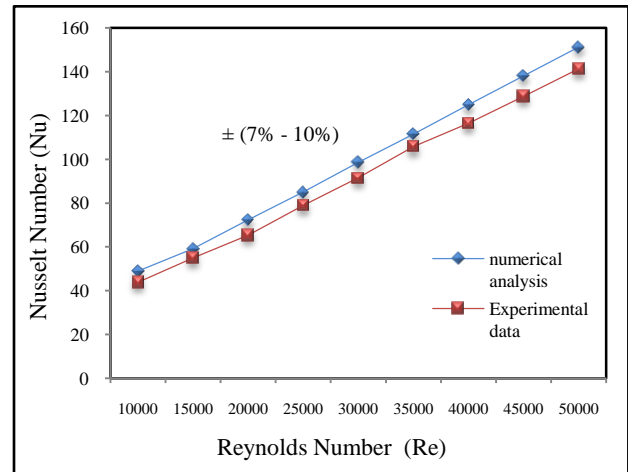 160
140
120
100
80
60
40
20
0
Nusselt Number (Nu)
± (7% - 10%)
numerical
analysis
Experimental
data
10000 15000 20000 25000 30000 35000 40000 45000 50000
Reynolds Number (Re)